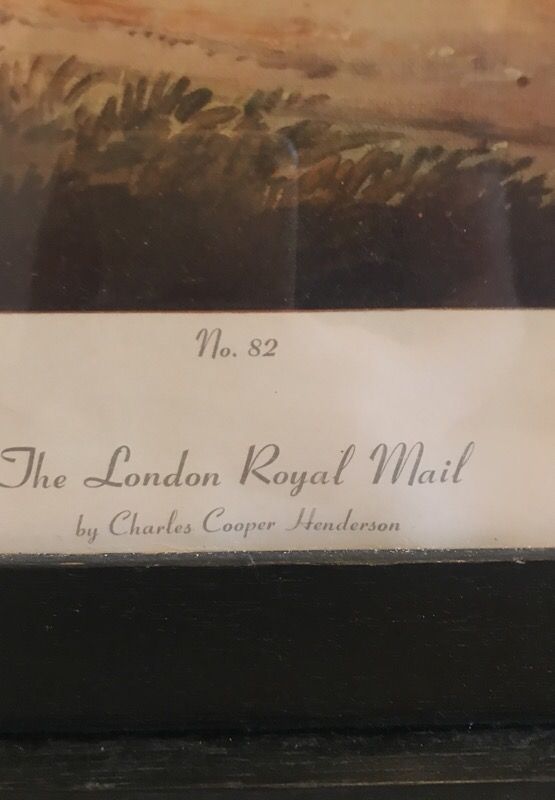 No. 82
The London Royal Mail
by Charles Cooper Henderson